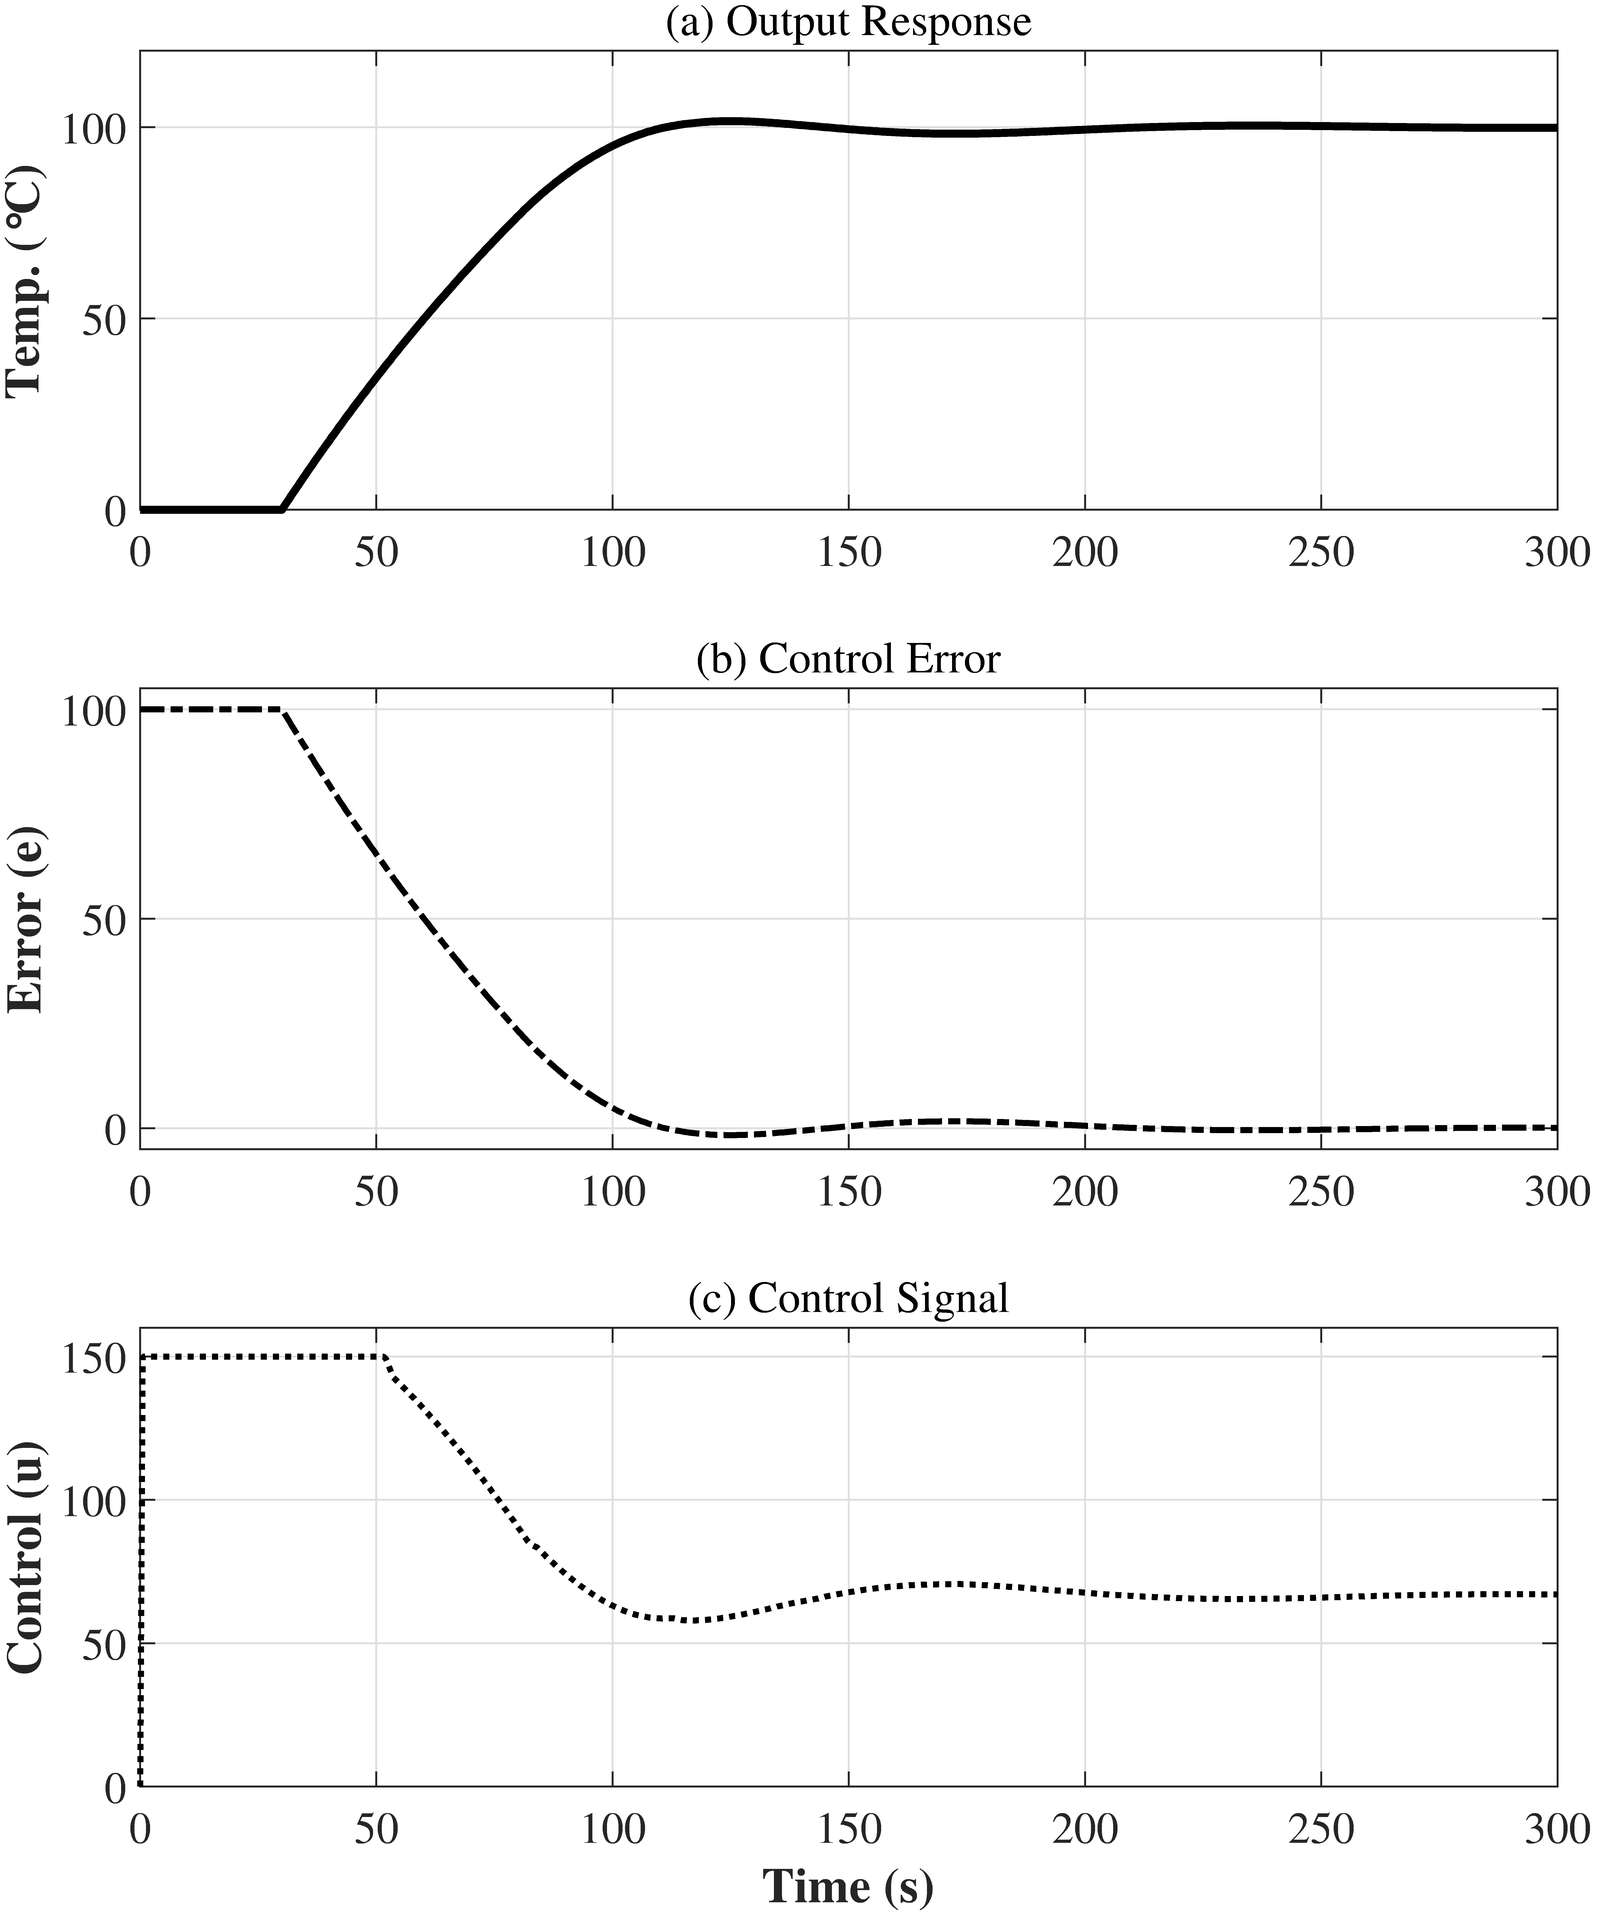 (a) Output Response
Temp. (°C)
100
50
0
0 50 100 150 200 250 300
(b) Control Error
Error (e)
100
50
0
0 50 100 150 200 250 300
(c) Control Signal
Control (u)
150
100
50
0
0 50 100 150 200 250 300
Time (s)